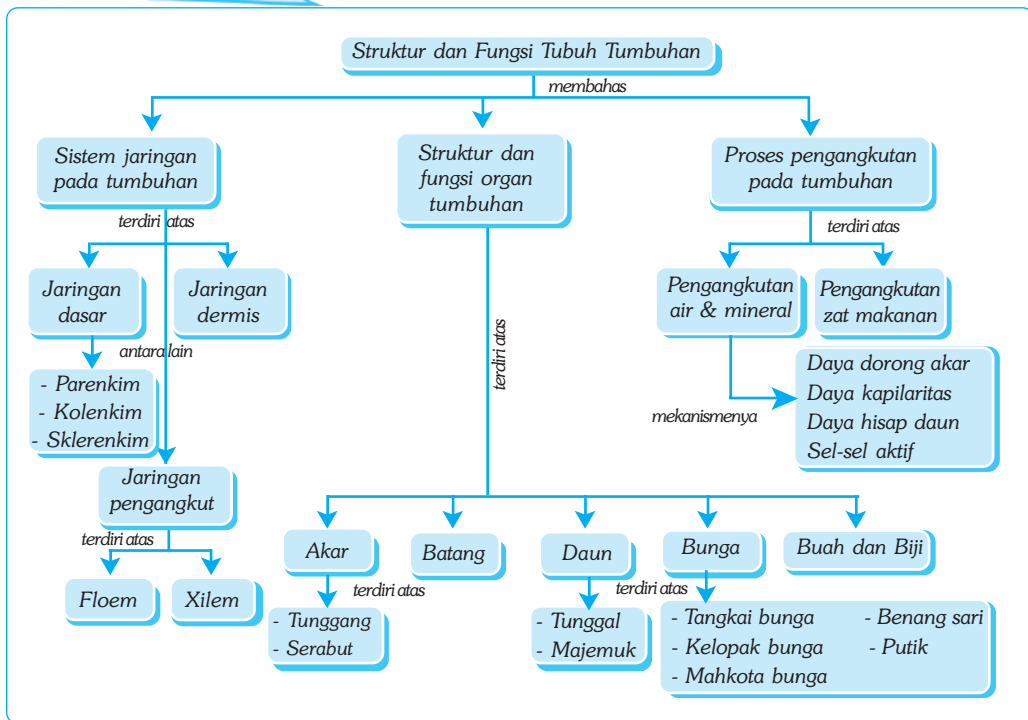 Struktur dan Fungsi Tubuh Tumbuhan
membahas
Sistem jaringan
pada tumbuhan
terdiri atas
Jaringan
dasar
Jaringan
dermis
antara lain
- Parenkim
- Kolenkim
- Sklerenkim
Jaringan
pengangkut
terdiri atas
Floem
Xilem
Struktur dan
fungsi organ
tumbuhan
terdiri atas
Akar
Batang
Daun
Bunga
Buah dan Biji
terdiri atas
- Tunggang
- Serabut
terdiri atas
- Tunggal
- Majemuk
- Tangkai bunga
- Kelopak bunga
- Mahkota bunga
- Benang sari
- Putik
Proses pengangkutan
pada tumbuhan
terdiri atas
Pengangkutan
air & mineral
Pengangkutan
zat makanan
mekanismenya
Daya dorong akar
Daya kapilaritas
Daya hisap daun
Sel-sel aktif